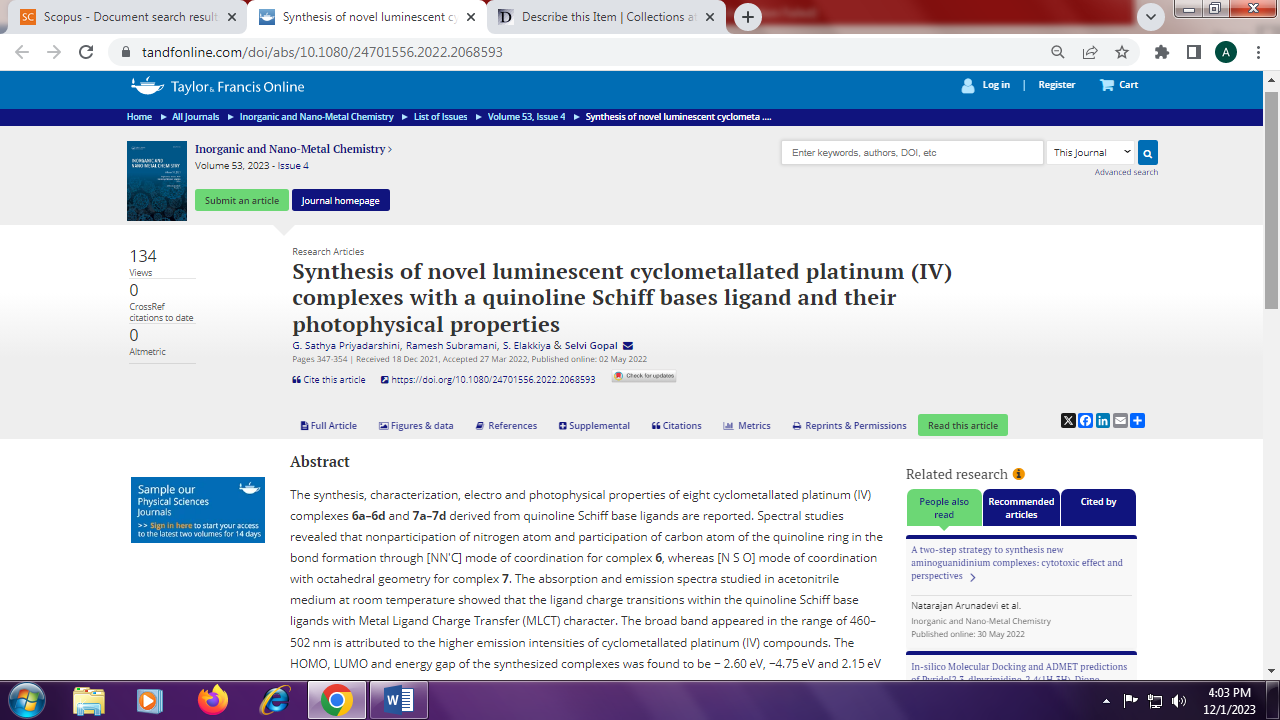 Scopus - Document search result
Synthesis of novel luminescent cy
Describe this Item | Collections a
tandfonline.com/doi/abs/10.1080/24701556.2022.2068593
A
Taylor & Francis Online
Log in | Register Cart
Home All Journals Inorganic and Nano-Metal Chemistry List of Issues Volume 53, Issue 4 Synthesis of novel luminescent cyclometa ....
INORGANIC AND NANO-METAL CHEMISTRY
Inorganic and Nano-Metal Chemistry ›
Volume 53, 2023 - Issue 4
Enter keywords, authors, DOI, etc
This Journal
Advanced search
Submit an article
Journal homepage
134
Views
0
CrossRef
citations to date
0
Altmetric
Research Articles
Synthesis of novel luminescent cyclometallated platinum (IV)
complexes with a quinoline Schiff bases ligand and their
photophysical properties
G. Sathya Priyadarshini, Ramesh Subramani, S. Elakkiya & Selvi Gopal
Pages 347-354 | Received 18 Dec 2021, Accepted 27 Mar 2022, Published online: 02 May 2022
Cite this article https://doi.org/10.1080/24701556.2022.2068593 Check for updates
Full Article Figures & data References Supplemental Citations Metrics Reprints & Permissions Read this article
Sample our
Physical Sciences
Journals
>> Sign in here to start your access
to the latest two volumes for 14 days
Abstract
The synthesis, characterization, electro and photophysical properties of eight cyclometallated platinum (IV)
complexes 6a–6d and 7a–7d derived from quinoline Schiff base ligands are reported. Spectral studies
revealed that nonparticipation of nitrogen atom and participation of carbon atom of the quinoline ring in the
bond formation through [NN'C] mode of coordination for complex 6, whereas [N S O] mode of coordination
with octahedral geometry for complex 7. The absorption and emission spectra studied in acetonitrile
medium at room temperature showed that the ligand charge transitions within the quinoline Schiff base
ligands with Metal Ligand Charge Transfer (MLCT) character. The broad band appeared in the range of 460–
502 nm is attributed to the higher emission intensities of cyclometallated platinum (IV) compounds. The
HOMO, LUMO and energy gap of the synthesized complexes was found to be − 2.60 eV, −4.75 eV and 2.15 eV
Related research
People also
read
Recommended
articles
Cited by
A two-step strategy to synthesis new
aminoguanidinium complexes: cytotoxic effect and
perspectives
Natarajan Arunadevi et al.
Inorganic and Nano-Metal Chemistry
Published online: 30 May 2022
In-silico Molecular Docking and ADMET predictions
of Pyrido[2,3-d]pyrimidine-2,4(1H,3H)-Dione
4:03 PM
12/1/2023